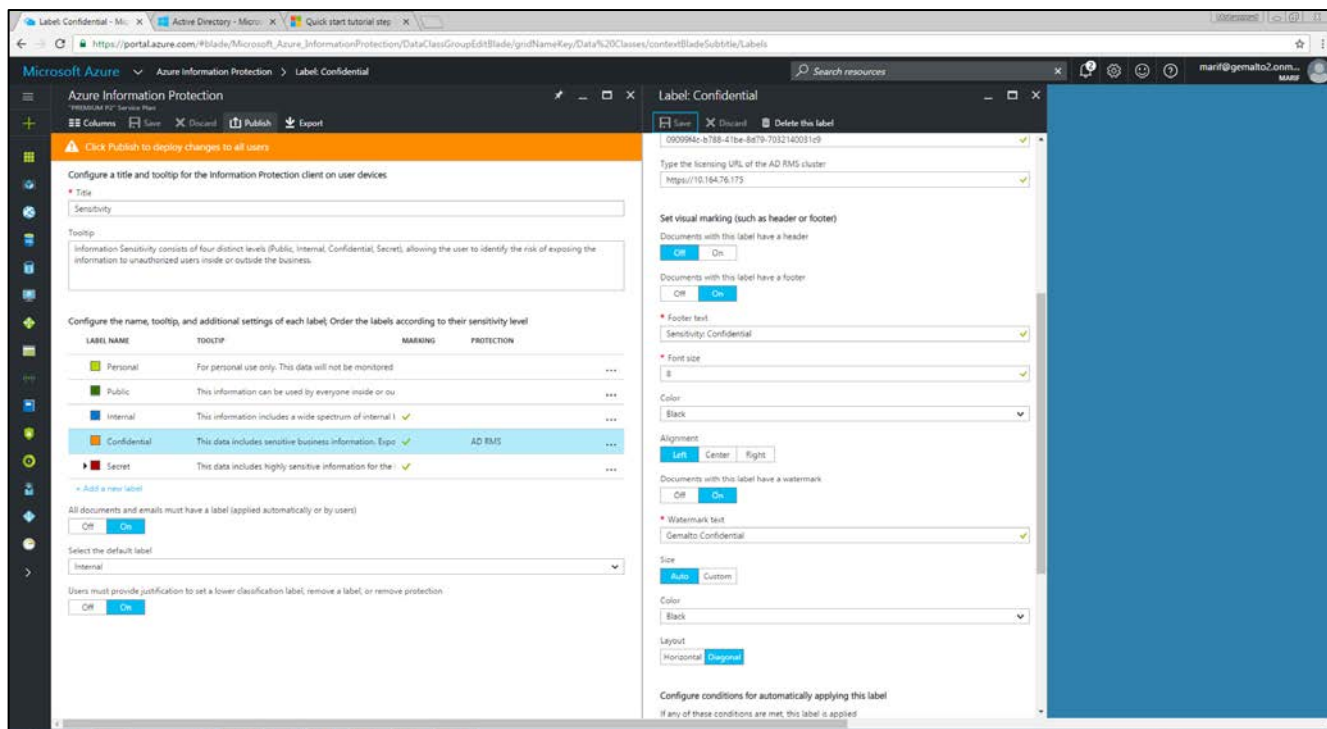 Label: Confidential - Mic
Active Directory - Micro
Quick start tutorial step
https://portal.azure.com/#blade/Microsoft_Azure_InformationProtection/DataClassGroupEditBlade/gridNameKey/Data%20Classes/contextBladeSubtitle/Labels
Microsoft Azure Azure Information Protection > Label: Confidential
Search resources
2
marif@gemalto2.onm...
MARIF
Azure Information Protection
"PREMIUM P2" Service Plan
Columns Save Discard Publish Export
Click Publish to deploy changes to all users
Configure a title and tooltip for the Information Protection client on user devices
* Title
Sensitivity
Tooltip
Information Sensitivity consists of four distinct levels (Public, Internal, Confidential, Secret), allowing the user to identify the risk of exposing the
information to unauthorized users inside or outside the business.
Configure the name, tooltip, and additional settings of each label; Order the labels according to their sensitivity level
LABEL NAME TOOLTIP MARKING PROTECTION
Personal For personal use only. This data will not be monitored ...
Public This information can be used by everyone inside or ou ...
Internal This information includes a wide spectrum of internal ...
Confidential This data includes sensitive business information. Expo AD RMS ...
Secret This data includes highly sensitive information for the ...
+ Add a new label
All documents and emails must have a label (applied automatically or by users)
Off On
Select the default label
Internal
Users must provide justification to set a lower classification label, remove a label, or remove protection
Off On
Label: Confidential
Save Discard Delete this label
Type the licensing URL of the AD RMS cluster
https://10.164.76.175
Set visual marking (such as header or footer)
Documents with this label have a header
Off On
Documents with this label have a footer
Off On
* Footer text
Sensitivity: Confidential
* Font size
8
Color
Black
Alignment
Left Center Right
Documents with this label have a watermark
Off On
* Watermark text
Gemalto Confidential
Size
Auto Custom
Color
Black
Layout
Horizontal Diagonal
Configure conditions for automatically applying this label
If any of these conditions are met, this label is applied